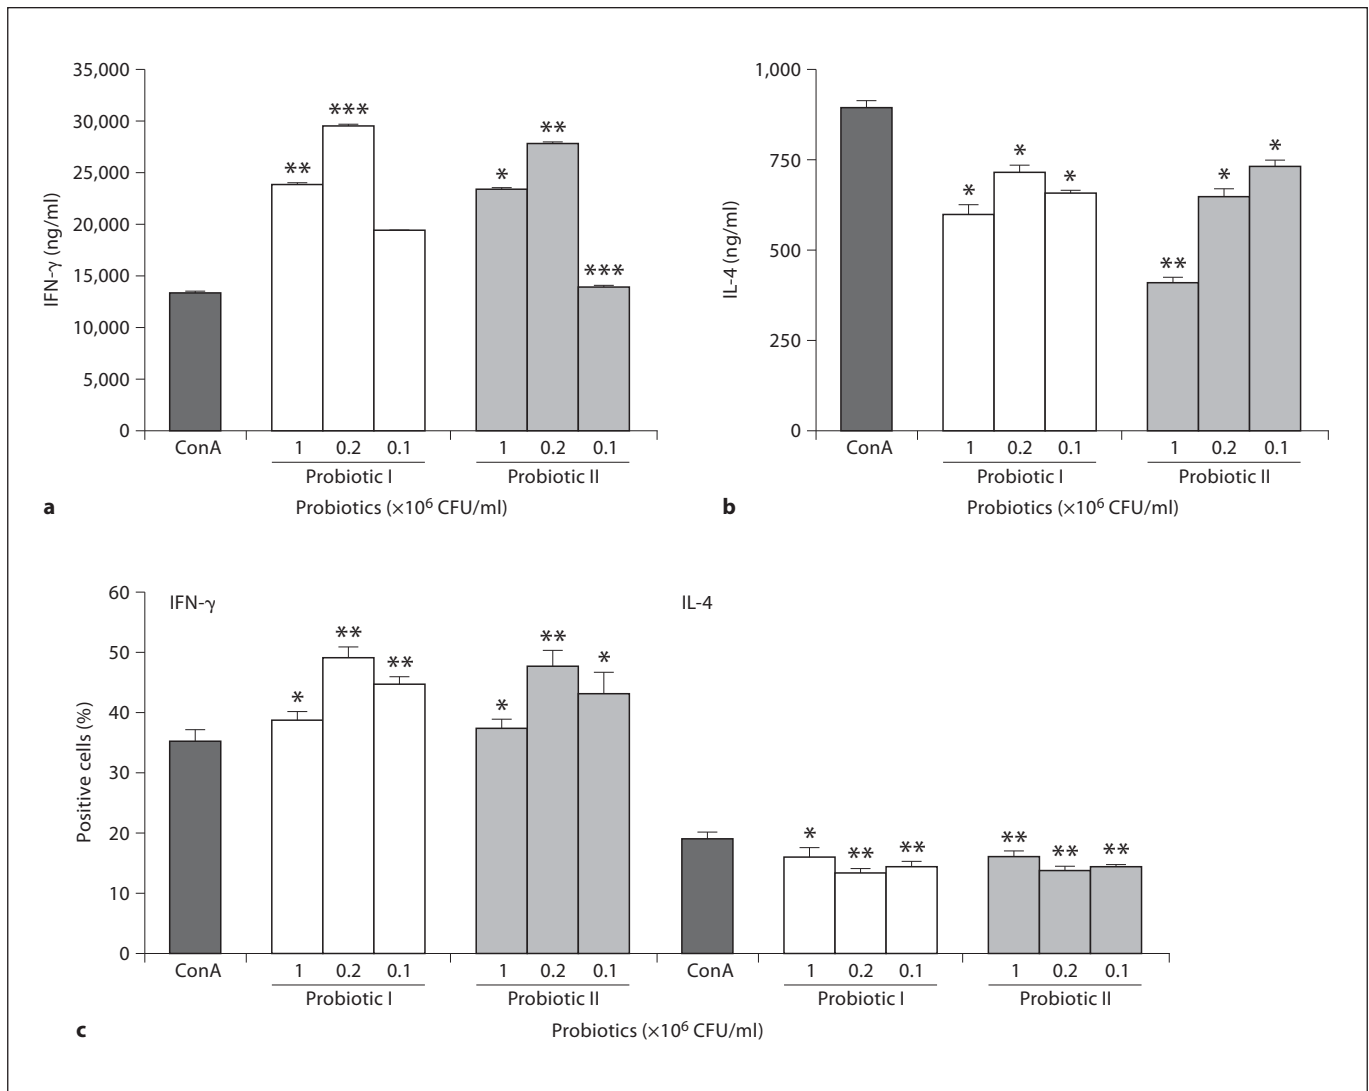 35,000
30,000
25,000
20,000
15,000
10,000
5,000
0
IFN-γ (ng/ml)
***
**
**
*
***
ConA 1 0.2 0.1 1 0.2 0.1
Probiotic I Probiotic II
a Probiotics (×10⁶ CFU/ml)
1,000
750
500
250
0
IL-4 (ng/ml)
*
*
*
*
*
**
ConA 1 0.2 0.1 1 0.2 0.1
Probiotic I Probiotic II
b Probiotics (×10⁶ CFU/ml)
60
50
40
30
20
10
0
Positive cells (%)
IFN-γ IL-4
* ** ** * ** * * ** ** ** ** **
ConA 1 0.2 0.1 1 0.2 0.1 ConA 1 0.2 0.1 1 0.2 0.1
Probiotic I Probiotic II Probiotic I Probiotic II
c Probiotics (×10⁶ CFU/ml)